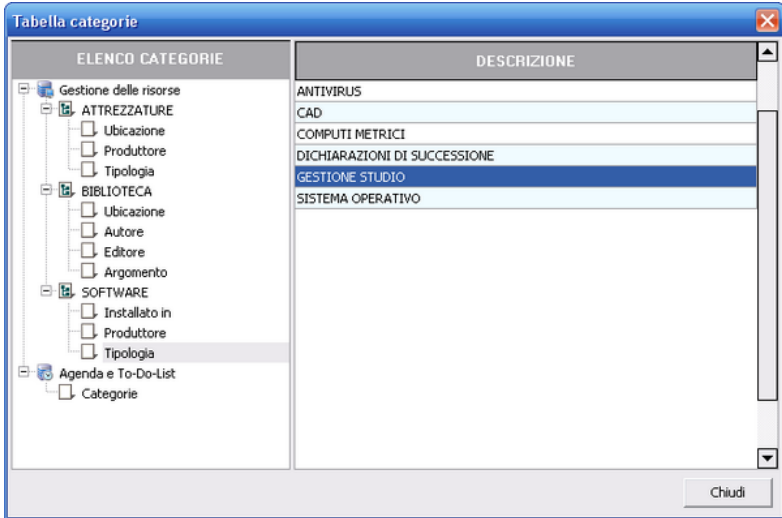 Tabella categorie
ELENCO CATEGORIE
Gestione delle risorse
ATTREZZATURE
Ubicazione
Produttore
Tipologia
BIBLIOTECA
Ubicazione
Autore
Editore
Argomento
SOFTWARE
Installato in
Produttore
Tipologia
Agenda e To-Do-List
Categorie
DESCRIZIONE
ANTIVIRUS
CAD
COMPUTI METRICI
DICHIARAZIONI DI SUCCESSIONE
GESTIONE STUDIO
SISTEMA OPERATIVO
Chiudi